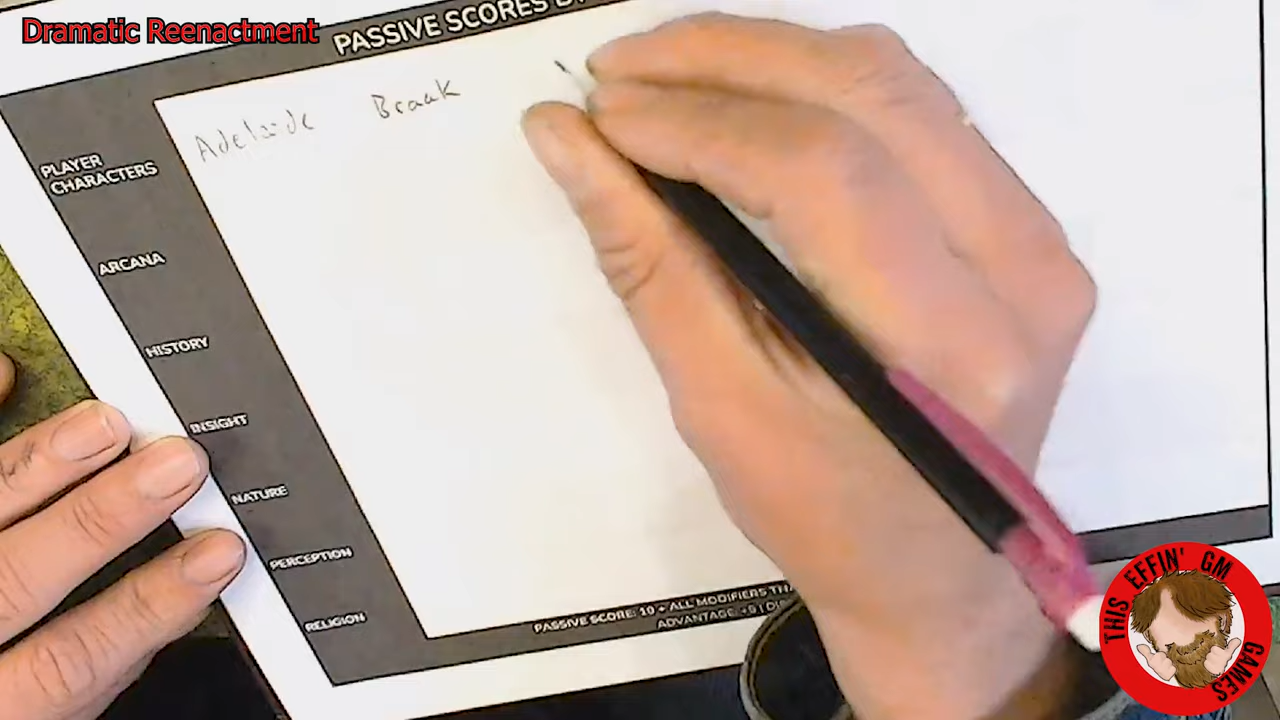 Dramatic Reenactment
PASSIVE SCORES
Adelaide Braak
PLAYER
CHARACTERS
ARCANA
HISTORY
INSIGHT
NATURE
PERCEPTION
RELIGION
PASSIVE SCORE: 10 + ALL MODIFIERS
ADVANTAGE: +5
THIS EFFIN' GM
GAMES